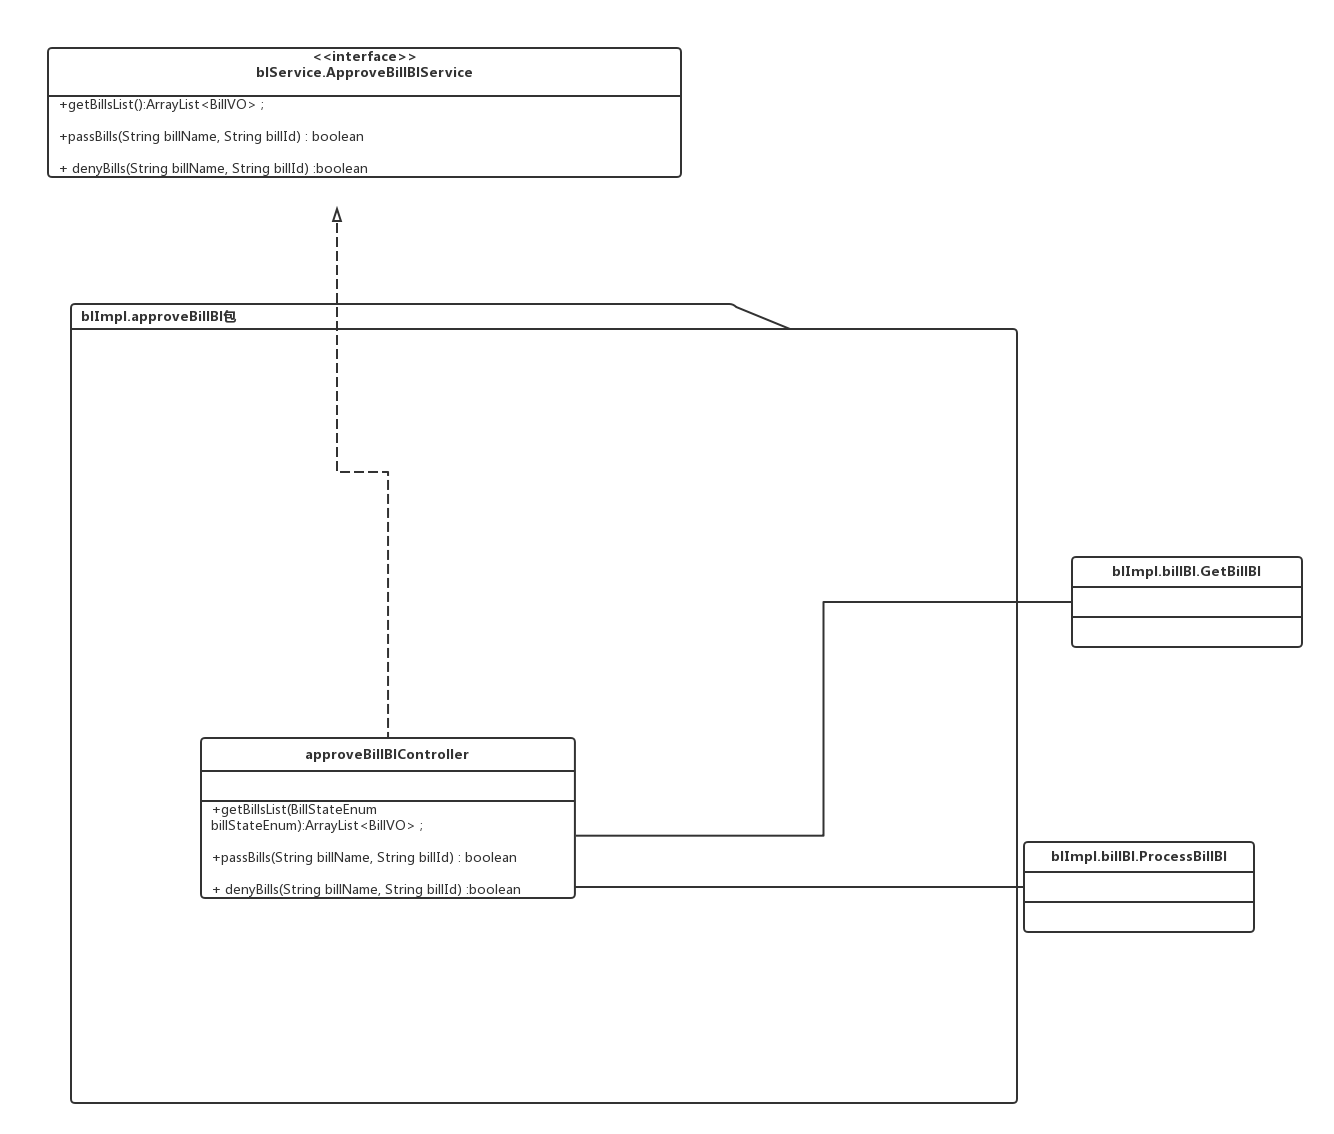 <<interface>>
blService.ApproveBillBlService
+getBillsList():ArrayList<BillVO> ;
+passBills(String billName, String billId) : boolean
+ denyBills(String billName, String billId) :boolean
blImpl.approveBillBl包
blImpl.billBl.GetBillBl
approveBillBlController
+getBillsList(BillStateEnum
billStateEnum):ArrayList<BillVO> ;
+passBills(String billName, String billId) : boolean
+ denyBills(String billName, String billId) :boolean
blImpl.billBl.ProcessBillBl